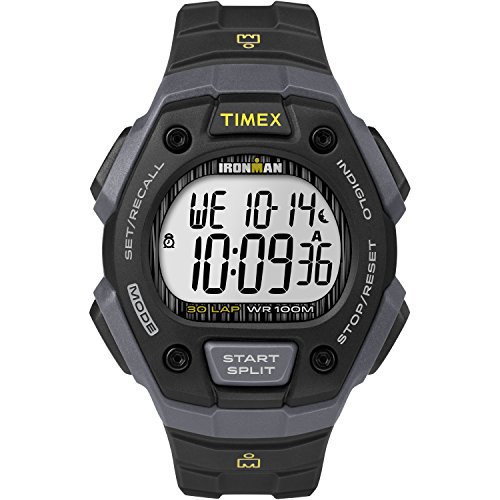 TIMEX
IRONMAN
SET/RECALL
INDIGLO
WE 10-14
A
10:09 36
MODE
STOP/RESET
30 LAP WR 100M
START
SPLIT